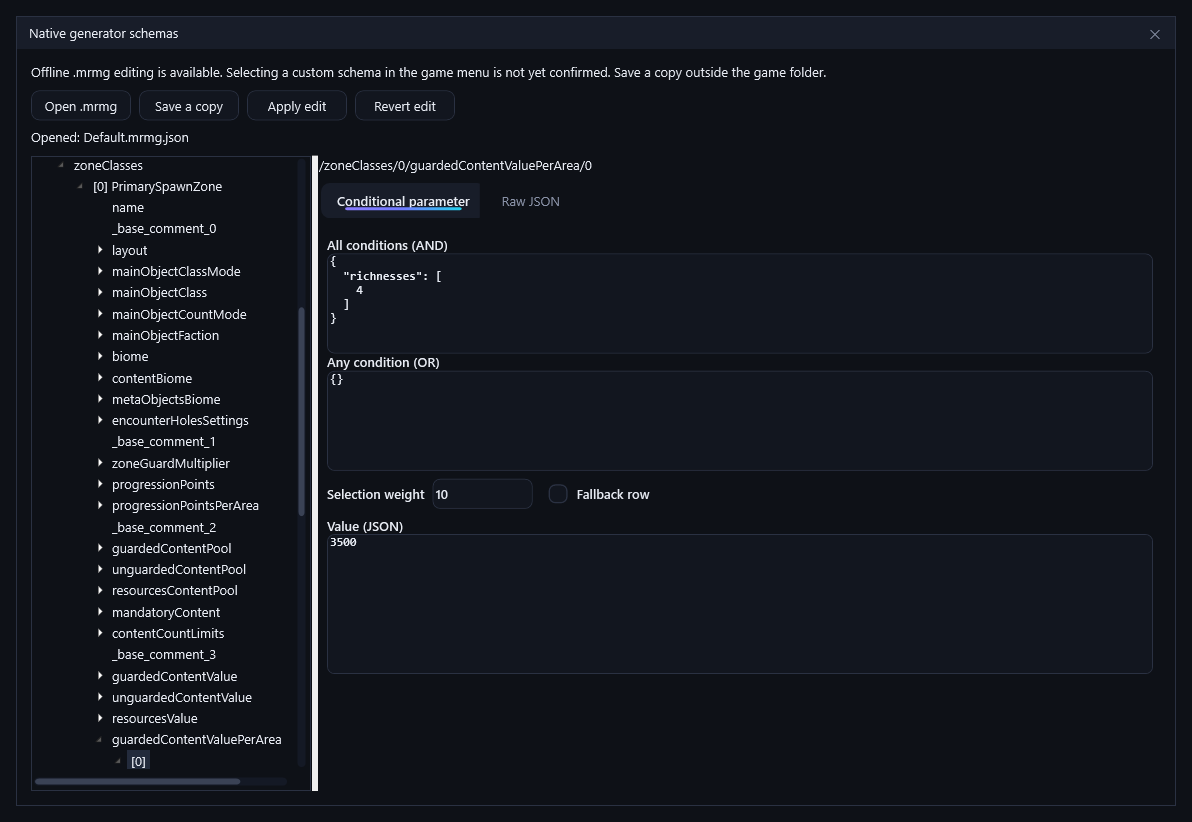 Native generator schemas
Offline .mrmg editing is available. Selecting a custom schema in the game menu is not yet confirmed. Save a copy outside the game folder.
Open .mrmg
Save a copy
Apply edit
Revert edit
Opened: Default.mrmg.json
zoneClasses
[0] PrimarySpawnZone
name
_base_comment_0
layout
mainObjectClassMode
mainObjectClass
mainObjectCountMode
mainObjectFaction
biome
contentBiome
metaObjectsBiome
encounterHolesSettings
_base_comment_1
zoneGuardMultiplier
progressionPoints
progressionPointsPerArea
_base_comment_2
guardedContentPool
unguardedContentPool
resourcesContentPool
mandatoryContent
contentCountLimits
_base_comment_3
guardedContentValue
unguardedContentValue
resourcesValue
guardedContentValuePerArea
[0]
/zoneClasses/0/guardedContentValuePerArea/0
Conditional parameter
Raw JSON
All conditions (AND)
{
"richnesses": [
4
]
}
Any condition (OR)
{}
Selection weight 10
Fallback row
Value (JSON)
3500